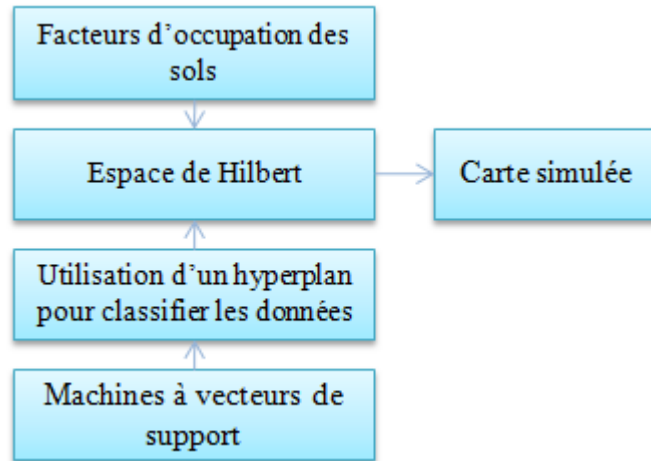 Facteurs d'occupation des
sols
Espace de Hilbert
Carte simulée
Utilisation d'un hyperplan
pour classifier les données
Machines à vecteurs de
support